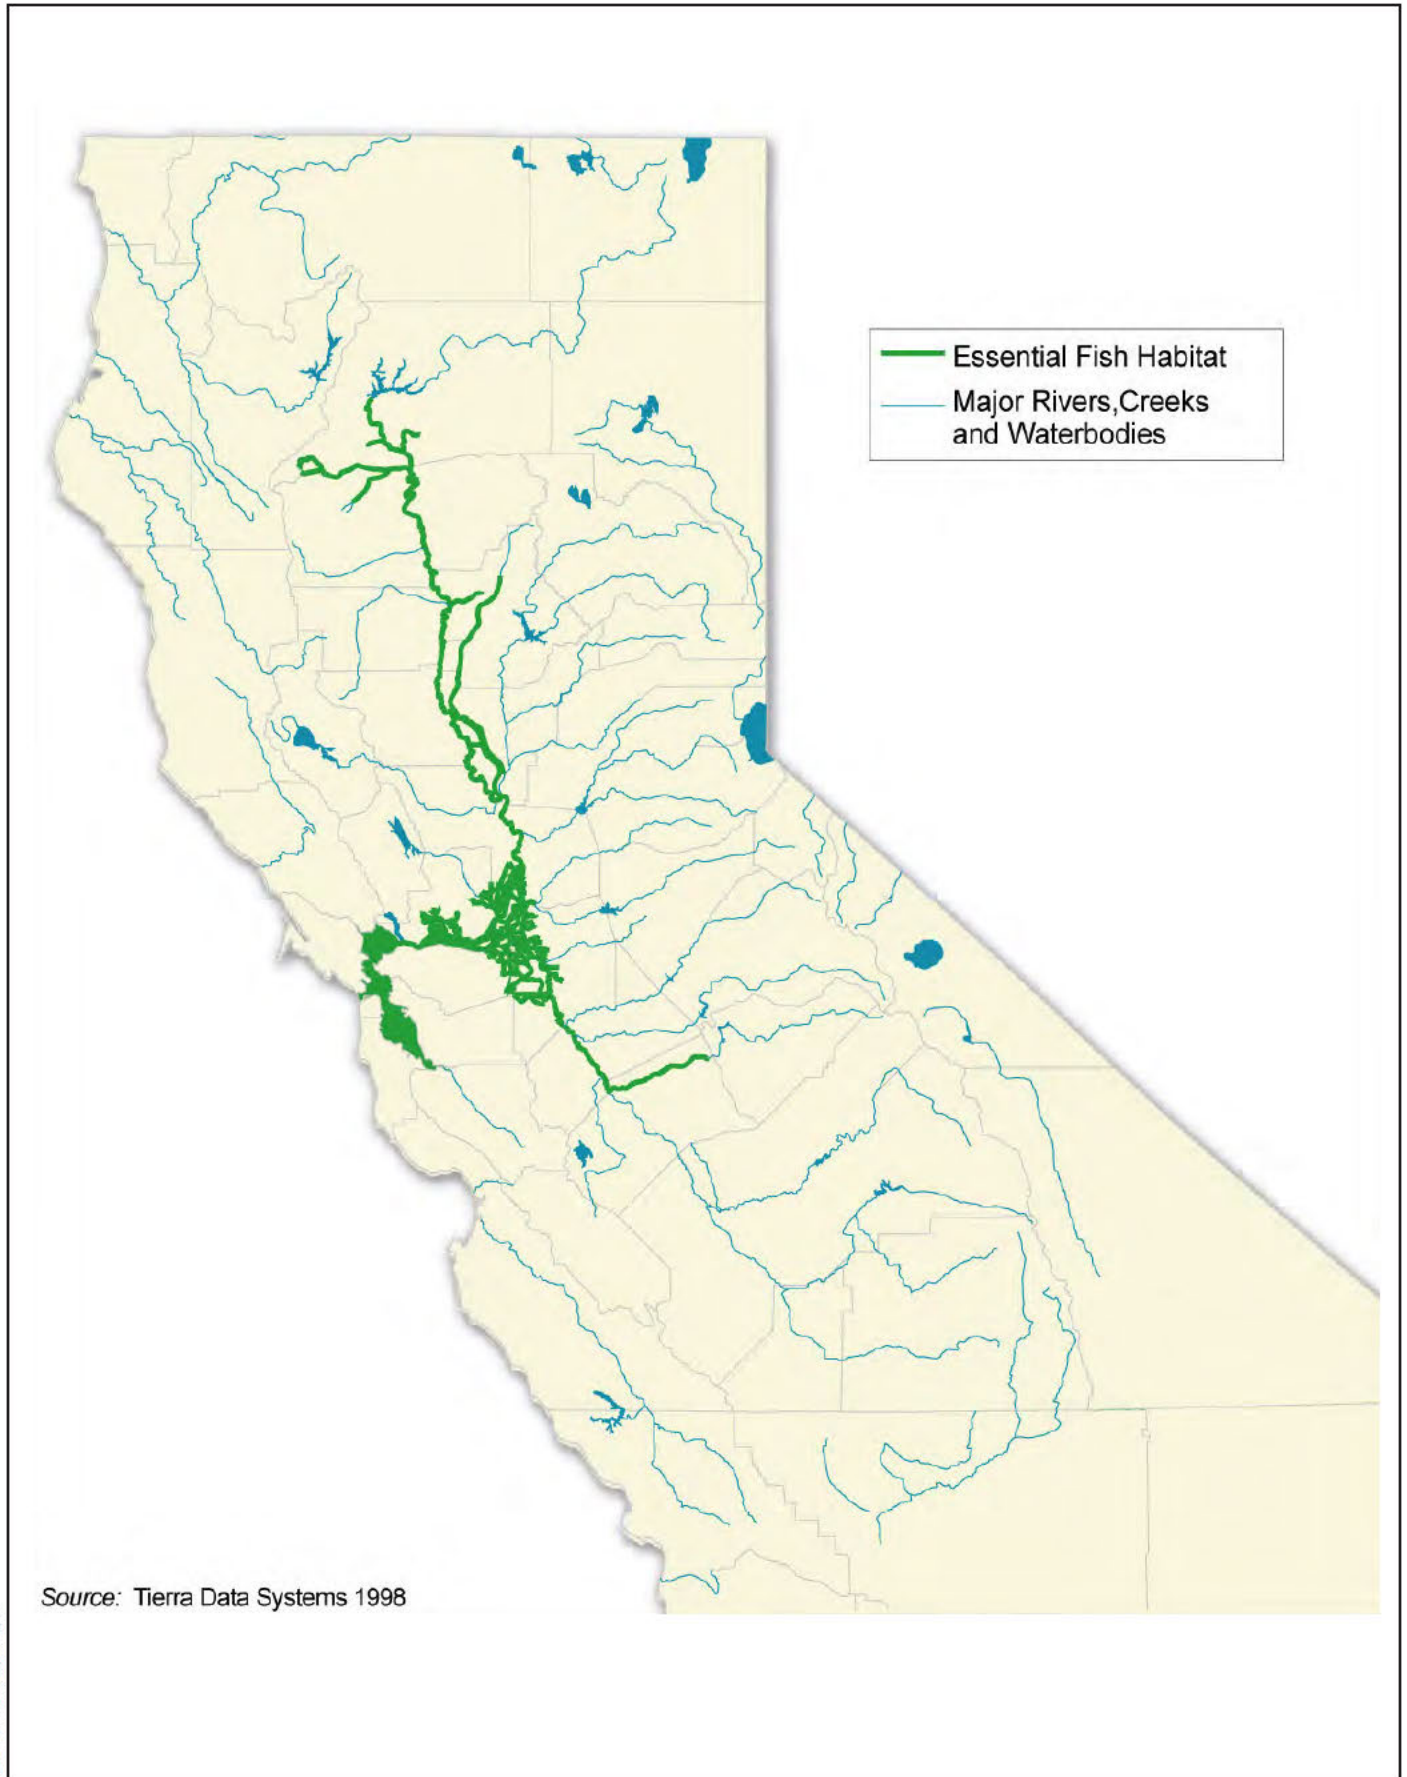 Essential Fish Habitat
Major Rivers,Creeks
and Waterbodies
Source: Tierra Data Systems 1998